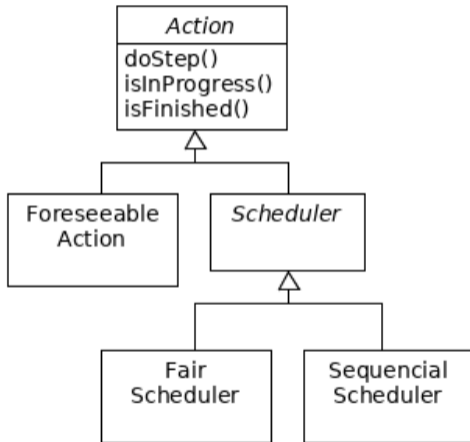 Action
doStep()
isInProgress()
isFinished()
Foreseeable
Action
Scheduler
Fair
Scheduler
Sequencial
Scheduler